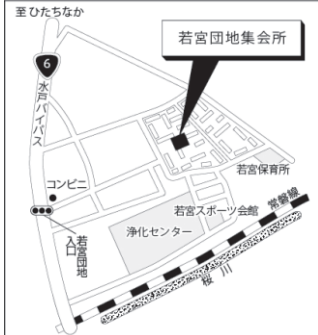 至 ひたちなか
若宮団地集会所
6
水戸バイパス
コンビニ
若宮保育所
常磐線
若宮スポーツ会館
浄化センター
若宮団地
入口
桜川